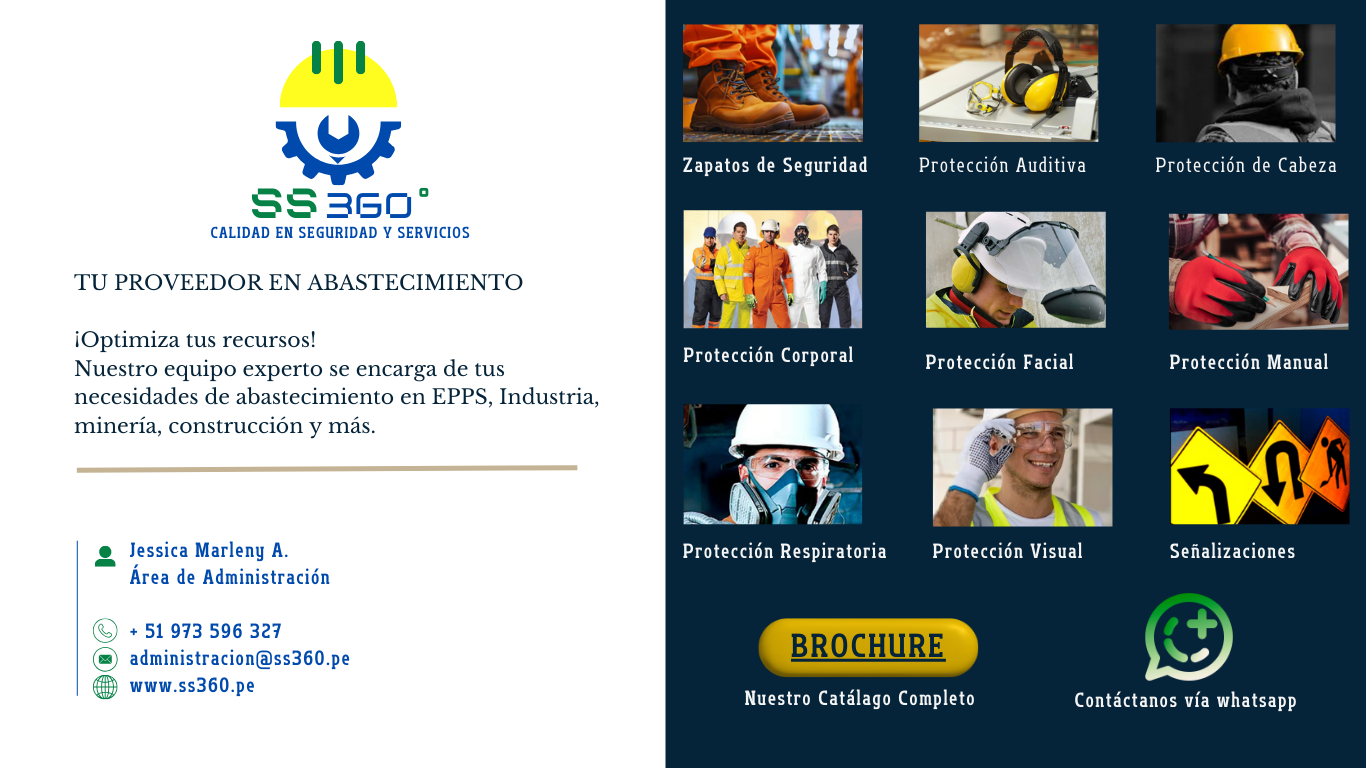 SS 360°
CALIDAD EN SEGURIDAD Y SERVICIOS
TU PROVEEDOR EN ABASTECIMIENTO
¡Optimiza tus recursos!
Nuestro equipo experto se encarga de tus
necesidades de abastecimiento en EPPS, Industria,
minería, construcción y más.
Jessica Marleny A.
Área de Administración
+ 51 973 596 327
administracion@ss360.pe
www.ss360.pe
Zapatos de Seguridad
Protección Auditiva
Protección de Cabeza
Protección Corporal
Protección Facial
Protección Manual
Protección Respiratoria
Protección Visual
Señalizaciones
BROCHURE
Nuestro Catálago Completo
Contáctanos vía whatsapp